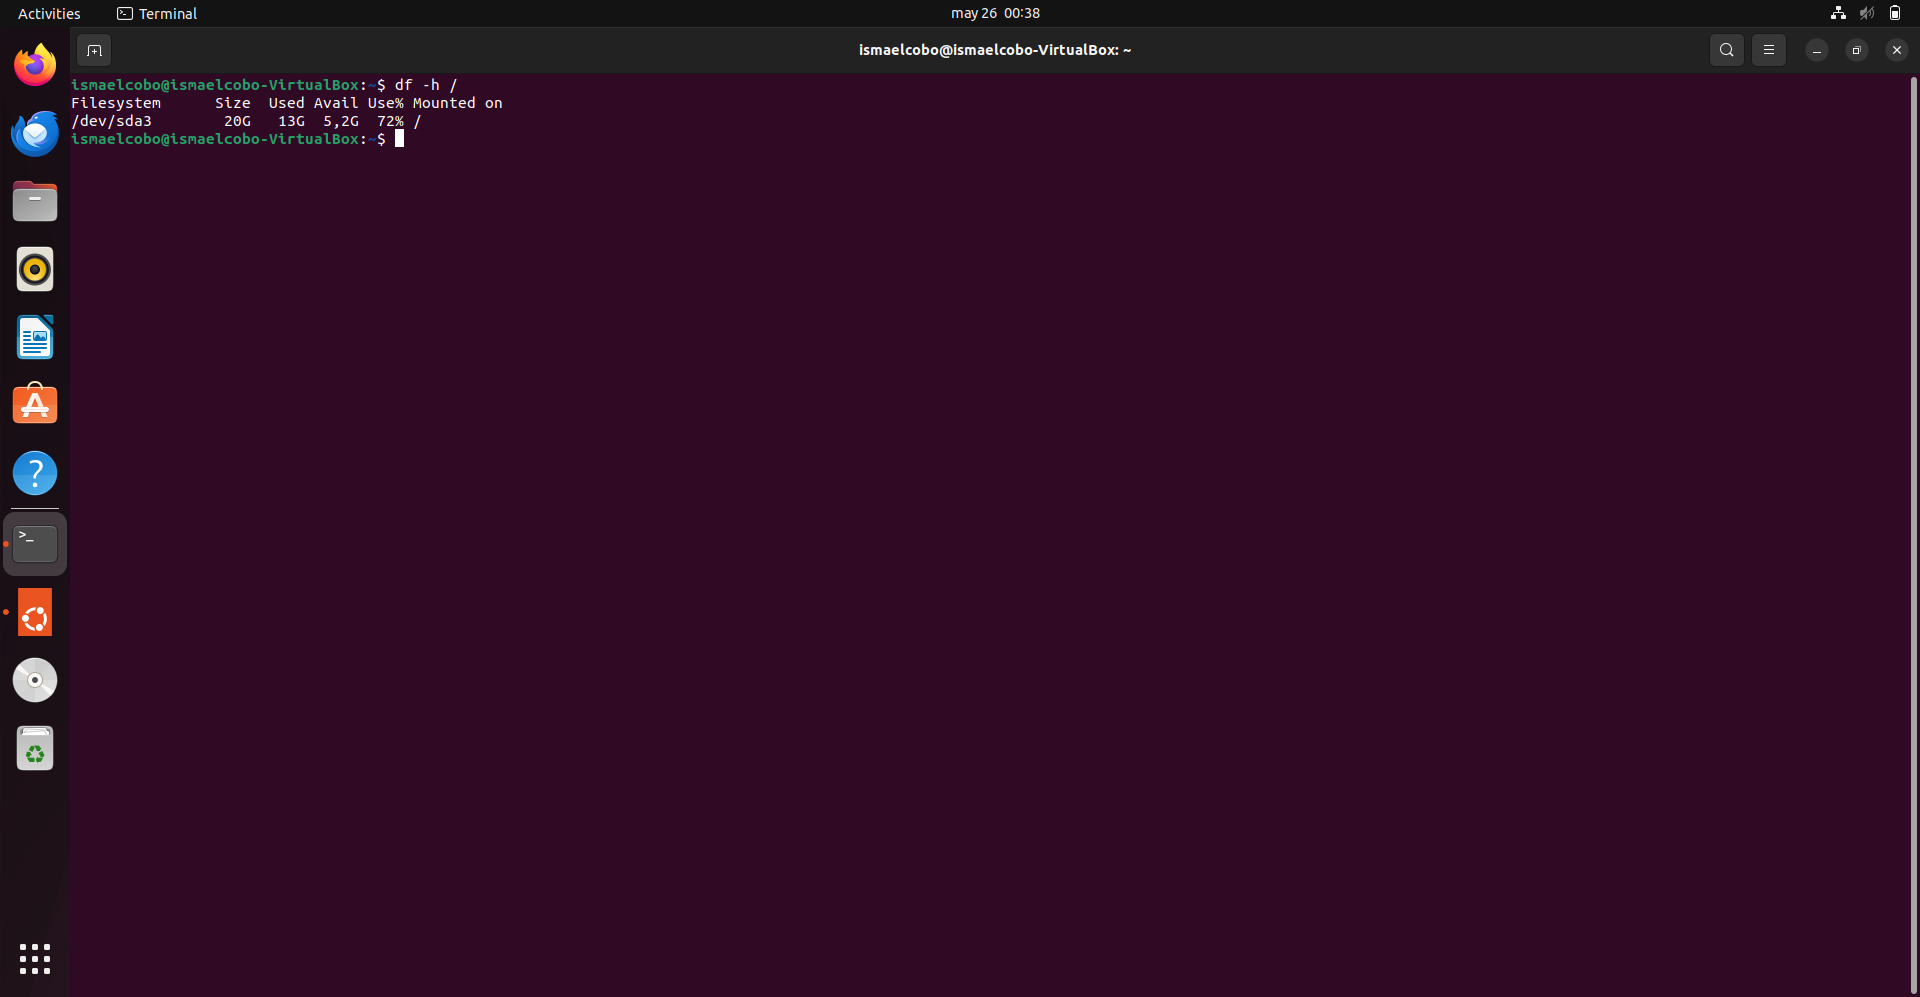 Activities Terminal may 26 00:38
ismaelcobo@ismaelcobo-VirtualBox: ~
ismaelcobo@ismaelcobo-VirtualBox:~$ df -h /
Filesystem      Size  Used Avail Use% Mounted on
/dev/sda3        20G   13G  5,2G  72% /
ismaelcobo@ismaelcobo-VirtualBox:~$